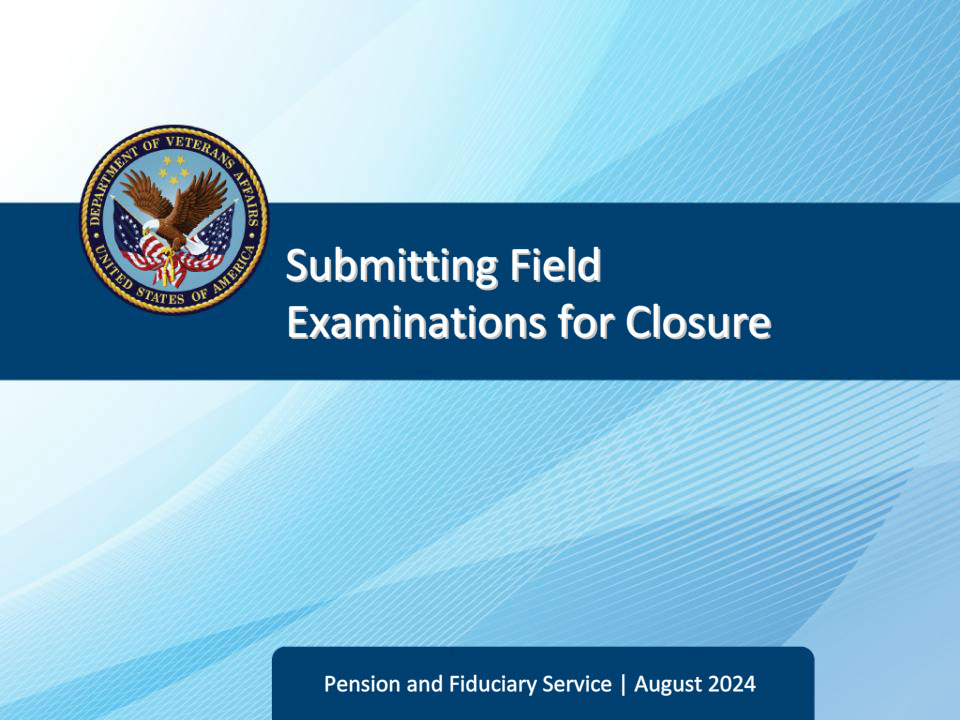 DEPARTMENT OF VETERANS AFFAIRS
UNITED STATES OF AMERICA
Submitting Field
Examinations for Closure
Pension and Fiduciary Service | August 2024